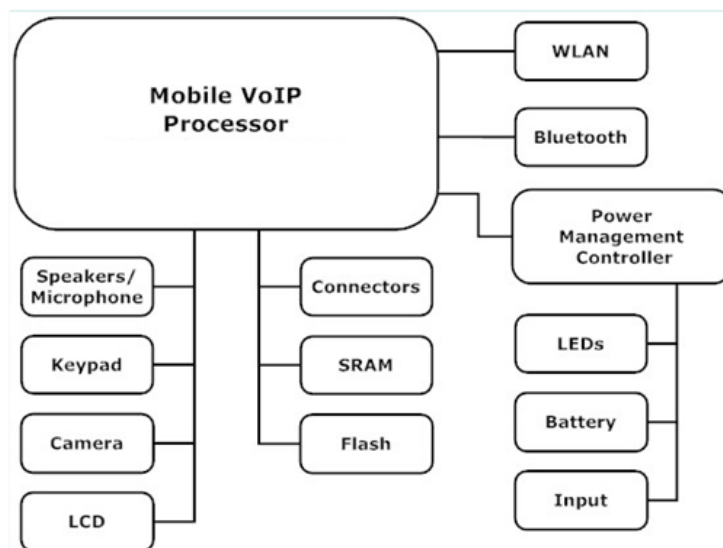 Mobile VoIP
Processor
WLAN
Bluetooth
Power
Management
Controller
Speakers/
Microphone
Keypad
Camera
LCD
Connectors
SRAM
Flash
LEDs
Battery
Input